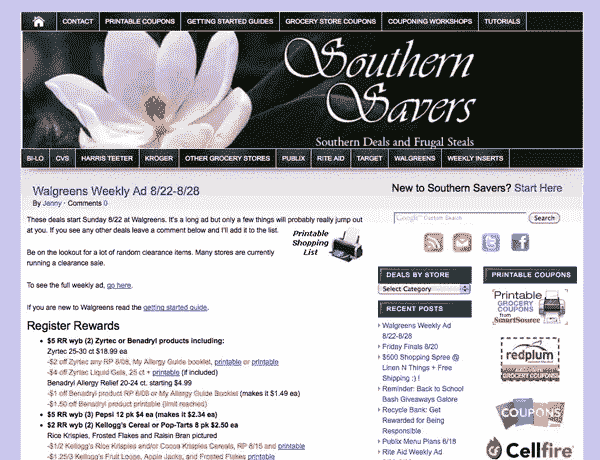 CONTACT PRINTABLE COUPONS GETTING STARTED GUIDES GROCERY STORE COUPONS COUPONING WORKSHOPS TUTORIALS
Southern
Savers
Southern Deals and Frugal Steals
BI-LO CVS HARRIS TEETER KROGER OTHER GROCERY STORES PUBLIX RITE AID TARGET WALGREENS WEEKLY INSERTS
Walgreens Weekly Ad 8/22-8/28
By Jenny · Comments 0
These deals start Sunday 8/22 at Walgreens. It's a long ad but only a few things will probably really jump out
at you. If you see any other deals leave a comment below and I'll add it to the list.
Printable
Shopping
List
Be on the lookout for a lot of random clearance items. Many stores are currently
running a clearance sale.
To see the full weekly ad, go here.
If you are new to Walgreens read the getting started guide.
Register Rewards
• $5 RR wyb (2) Zyrtec or Benadryl products including:
Zyrtec 25-30 ct $18.99 ea
-$2 off Zyrtec any RP 8/08, My Allergy Guide booklet, printable or printable
-$4 off Zyrtec Liquid Gels, 25 ct + printable (if included)
Benadryl Allergy Relief 20-24 ct. starting $4.99
-$1 off Benadryl product RP 8/08 or My Allergy Guide Booklet (makes it $1.49 ea)
-$1.50 off Benadryl product printable (limit reached)
• $5 RR wyb (3) Pepsi 12 pk $4 ea (makes it $2.34 ea)
• $2 RR wyb (2) Kellogg's Cereal or Pop-Tarts 8 pk $2.50 ea
Rice Krispies, Frosted Flakes and Raisin Bran pictured
-$1/2 Kellogg's Rice Krispies and/or Cocoa Krispies Cereals, RP 8/15 and printable
-$1.25/3 Kellogg's Fruit Loops, Apple Jacks, and Frosted Flakes printable
New to Southern Savers? Start Here
Google Custom Search Search
DEALS BY STORE
Select Category
RECENT POSTS
Walgreens Weekly Ad
8/22-8/28
Friday Finals 8/20
$500 Shopping Spree @
Linen N Things + Free
Shipping :) !
Reminder: Back to School
Bash Giveaways Galore
Recycle Bank: Get
Rewarded for Being
Responsible
Publix Menu Plans 8/18
Rite Aid Weekly Ad
PRINTABLE COUPONS
Printable
GROCERY
COUPONS
from
SmartSource
redplum
GROCERY COUPONS
COUPONS
Cellfire